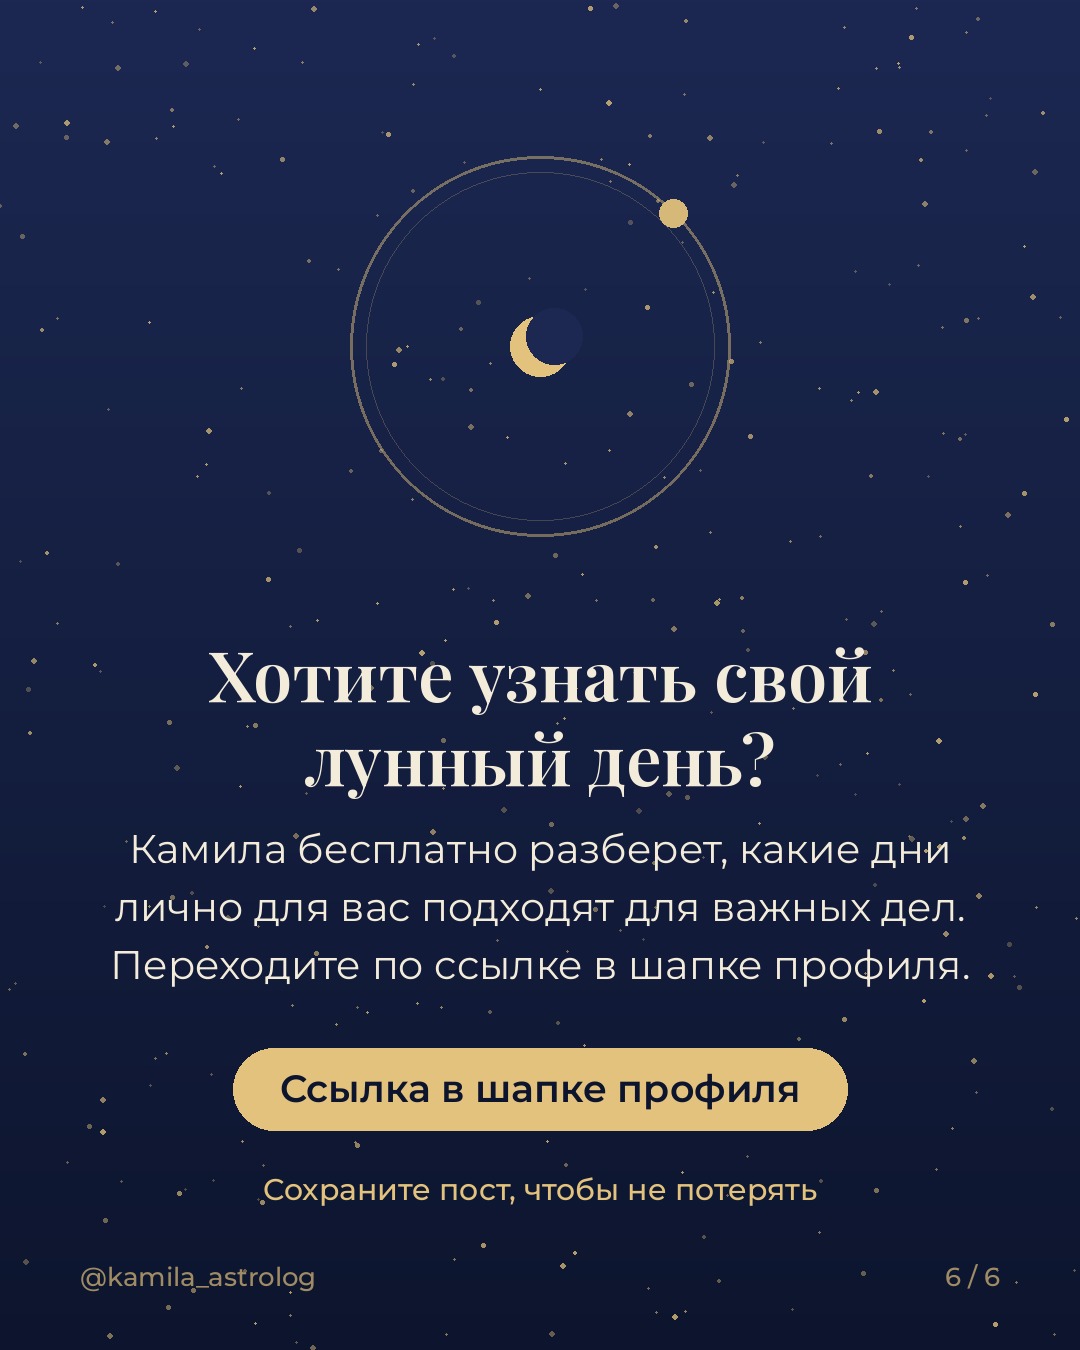 Хотите узнать свой
лунный день?
Камила бесплатно разберет, какие дни
лично для вас подходят для важных дел.
Переходите по ссылке в шапке профиля.
Ссылка в шапке профиля
Сохраните пост, чтобы не потерять
@kamila_astrolog
6 / 6